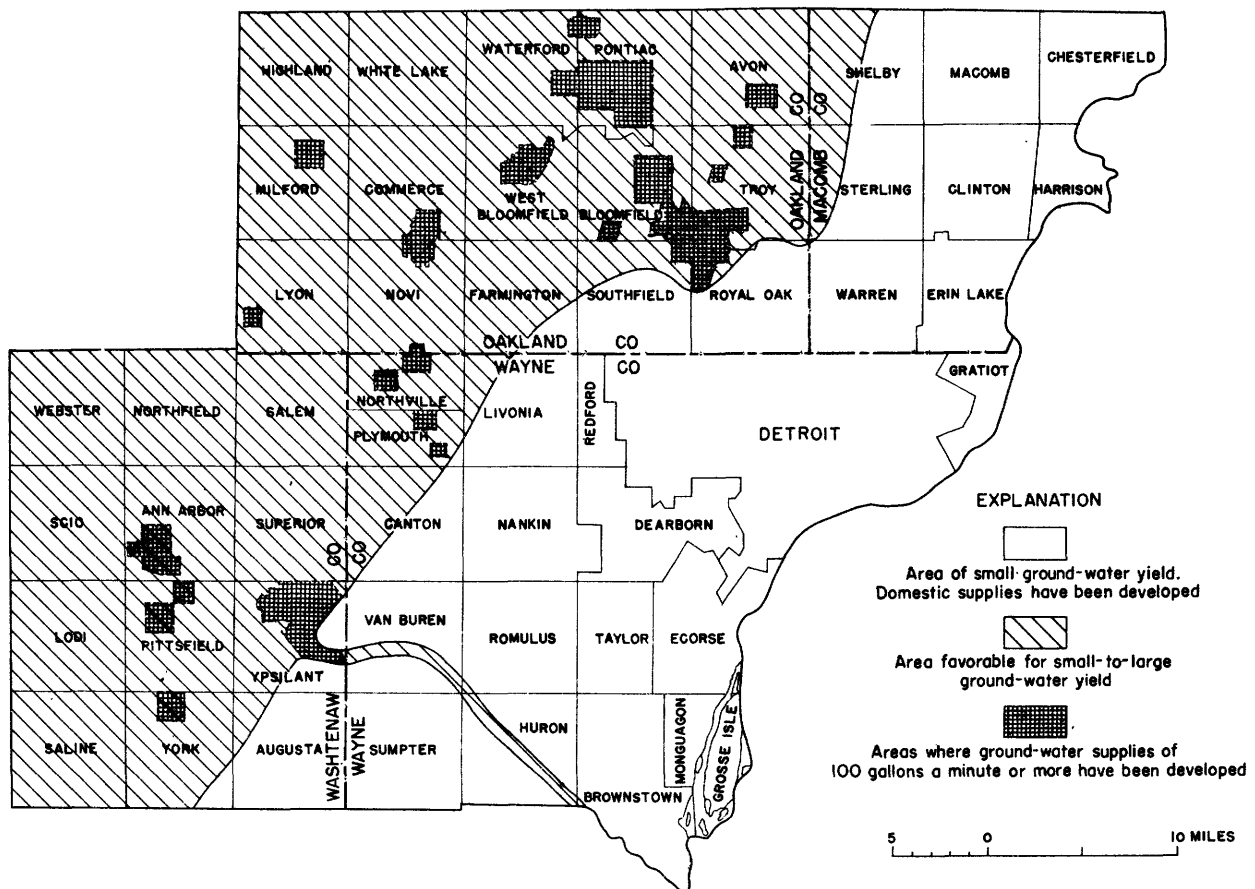 WATERFORD
PONTIAC
AVON
HIGHLAND
WHITE LAKE
SHELBY
MACOMB
CHESTERFIELD
CO
CO
MILFORD
COMMERCE
WEST
BLOOMFIELD
BLOOMFIELD
TROY
OAKLAND
MACOMB
STERLING
CLINTON
HARRISON
LYON
NOVI
FARMINGTON
SOUTHFIELD
ROYAL OAK
WARREN
ERIN LAKE
OAKLAND CO
WAYNE CO
GRATIOT
WEBSTER
NORTHFIELD
SALEM
NORTHVILLE
PLYMOUTH
LIVONIA
REDFORD
DETROIT
SCIO
ANN ARBOR
SUPERIOR
CO
CO
CANTON
NANKIN
DEARBORN
LODI
PITTSFIELD
YPSILANT
VAN BUREN
ROMULUS
TAYLOR
ECORSE
SALINE
YORK
AUGUSTA
WASHTENAW
WAYNE
SUMPTER
HURON
MONGUAGON
GROSSE ISLE
BROWNSTOWN
EXPLANATION
Area of small ground-water yield.
Domestic supplies have been developed
Area favorable for small-to-large
ground-water yield
Areas where ground-water supplies of
100 gallons a minute or more have been developed
5 0 10 MILES